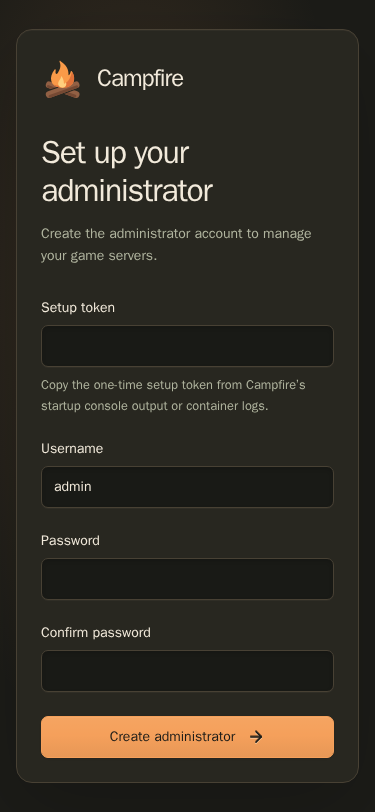 Campfire
Set up your
administrator
Create the administrator account to manage
your game servers.
Setup token
Copy the one-time setup token from Campfire's
startup console output or container logs.
Username
admin
Password
Confirm password
Create administrator